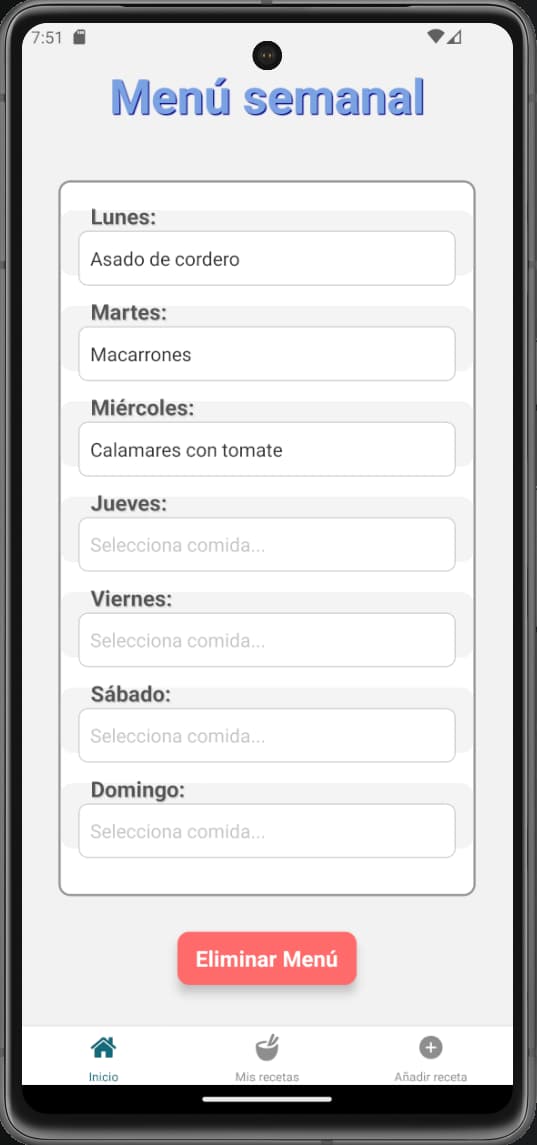 7:51
Menú semanal
Lunes:
Asado de cordero
Martes:
Macarrones
Miércoles:
Calamares con tomate
Jueves:
Selecciona comida...
Viernes:
Selecciona comida...
Sábado:
Selecciona comida...
Domingo:
Selecciona comida...
Eliminar Menú
Inicio
Mis recetas
Añadir receta